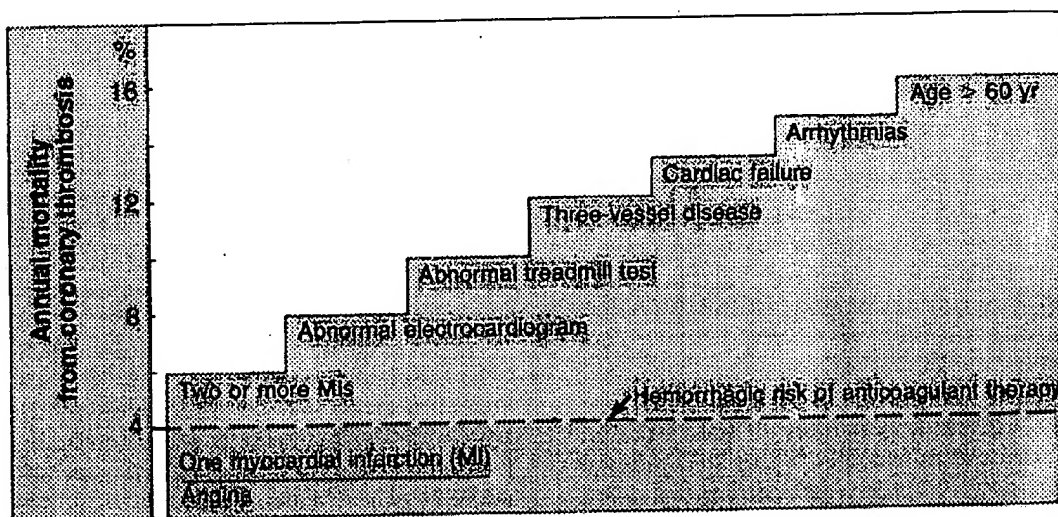 Annual mortality
from coronary thrombosis
%
16
12
8
4
Age > 60 yr
Arrhythmias
Cardiac failure
Three-vessel disease
Abnormal treadmill test
Abnormal electrocardiogram
Two or more MIs
Hemorrhagic risk of anticoagulant therapy
One myocardial infarction (MI)
Angina